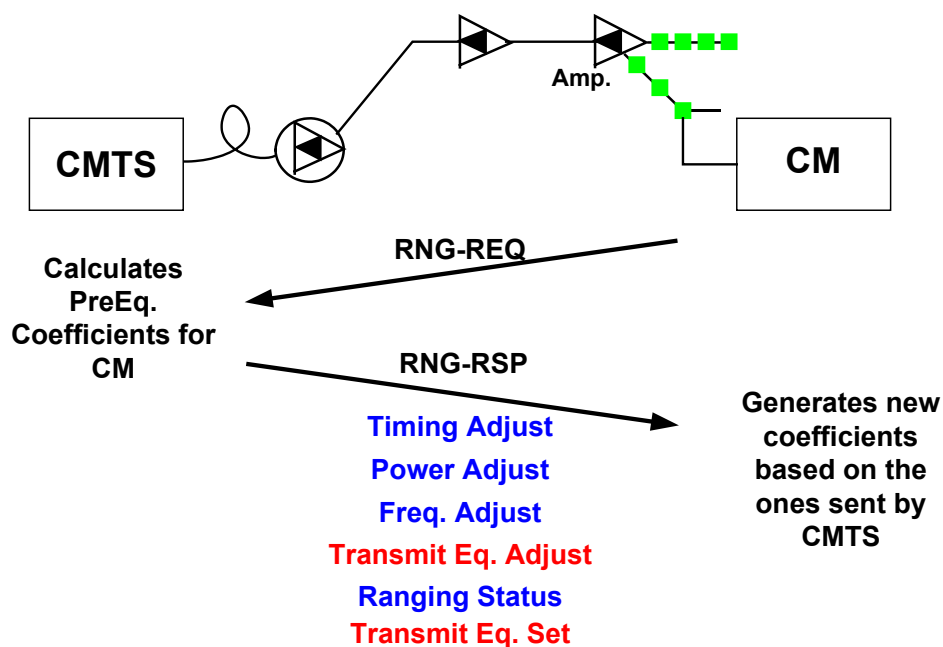 Amp.
CMTS
CM
RNG-REQ
Calculates
PreEq.
Coefficients for
CM
RNG-RSP
Timing Adjust
Power Adjust
Freq. Adjust
Transmit Eq. Adjust
Ranging Status
Transmit Eq. Set
Generates new
coefficients
based on the
ones sent by
CMTS